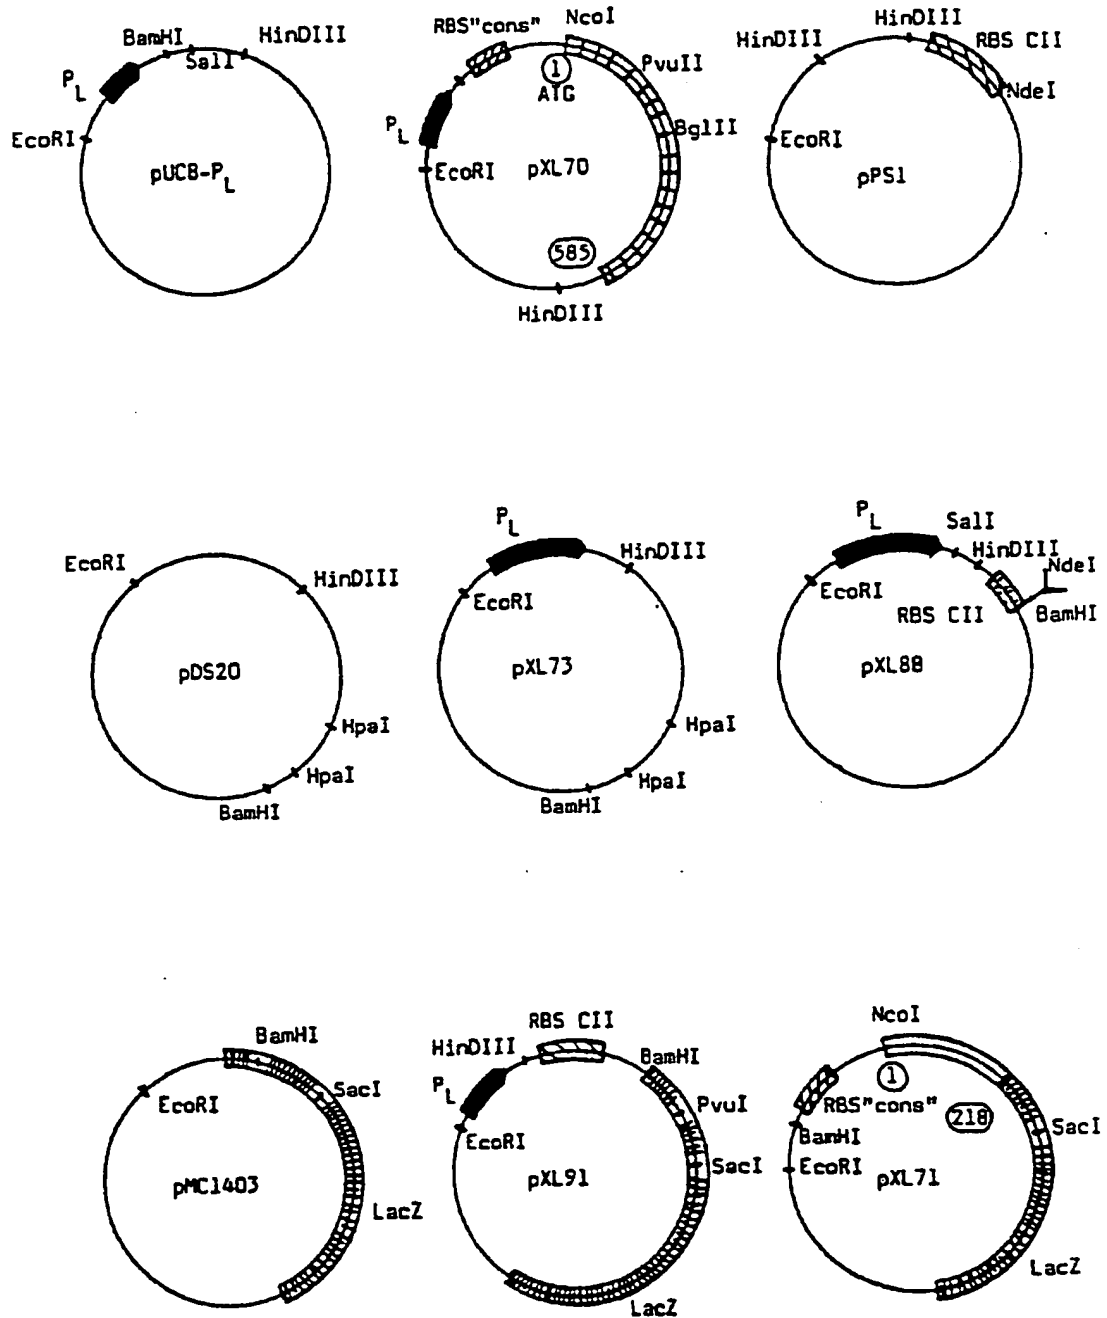 BamHI
SalI
HinDIII
P L
EcoRI
pUC8-P L
RBS"cons"
NcoI
1
ATG
PvuII
BglII
P L
EcoRI
pXL70
585
HinDIII
HinDIII
HinDIII
RBS CII
NdeI
EcoRI
pPS1
EcoRI
HinDIII
pDS20
HpaI
HpaI
BamHI
P L
HinDIII
EcoRI
pXL73
HpaI
HpaI
BamHI
P L
SalI
HinDIII
NdeI
EcoRI
RBS CII
BamHI
pXL88
BamHI
SacI
EcoRI
pMC1403
LacZ
RBS CII
HinDIII
BamHI
P L
PvuI
EcoRI
SacI
pXL91
LacZ
NcoI
1
RBS"cons"
218
SacI
BamHI
EcoRI
pXL71
LacZ